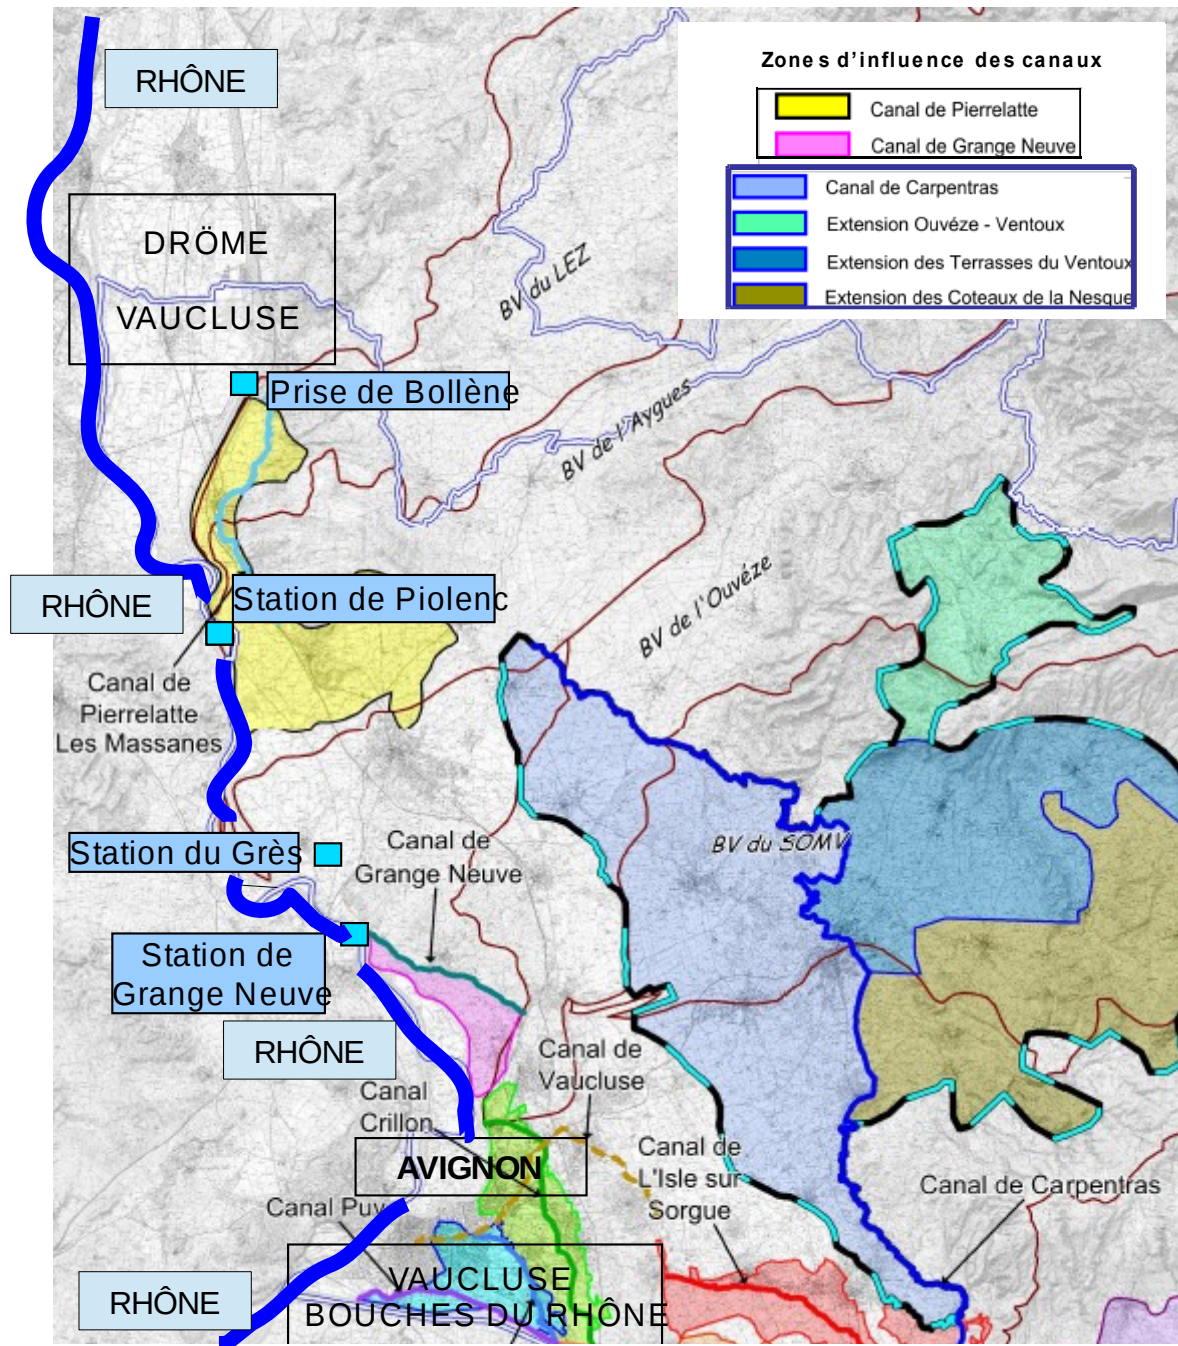 RHÔNE
Zones d'influence des canaux
Canal de Pierrelatte
Canal de Grange Neuve
Canal de Carpentras
Extension Ouvéze - Ventoux
Extension des Terrasses du Ventoux
Extension des Coteaux de la Nesque
DRÖME
VAUCLUSE
BV du LEZ
Prise de Bollène
BV de l'Aygues
BV de l'Ouvéze
Station de Piolenc
RHÔNE
Canal de
Pierrelatte
Les Massanes
Station du Grès
Canal de
Grange Neuve
BV du SOMV
Station de
Grange Neuve
RHÔNE
Canal de
Vaucluse
Canal
Crillon
AVIGNON
Canal de
L'Isle sur
Sorgue
Canal de Carpentras
Canal Puy
VAUCLUSE
BOUCHES DU RHÔNE
RHÔNE